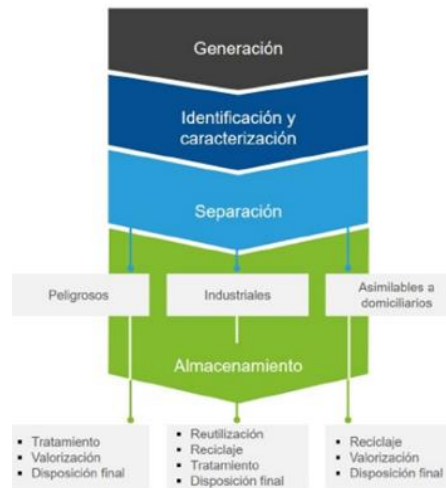 Generación
Identificación y
caracterización
Separación
Peligrosos
Industriales
Asimilables a
domiciliarios
Almacenamiento
▪ Tratamiento
▪ Valorización
▪ Disposición final
▪ Reutilización
▪ Reciclaje
▪ Tratamiento
▪ Disposición final
▪ Reciclaje
▪ Valorización
▪ Disposición final